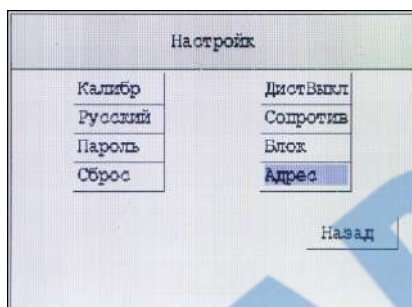 Настройк
Калибр ДистВыкл
Русский Сопротив
Пароль Блок
Сброс Адрес
Назад